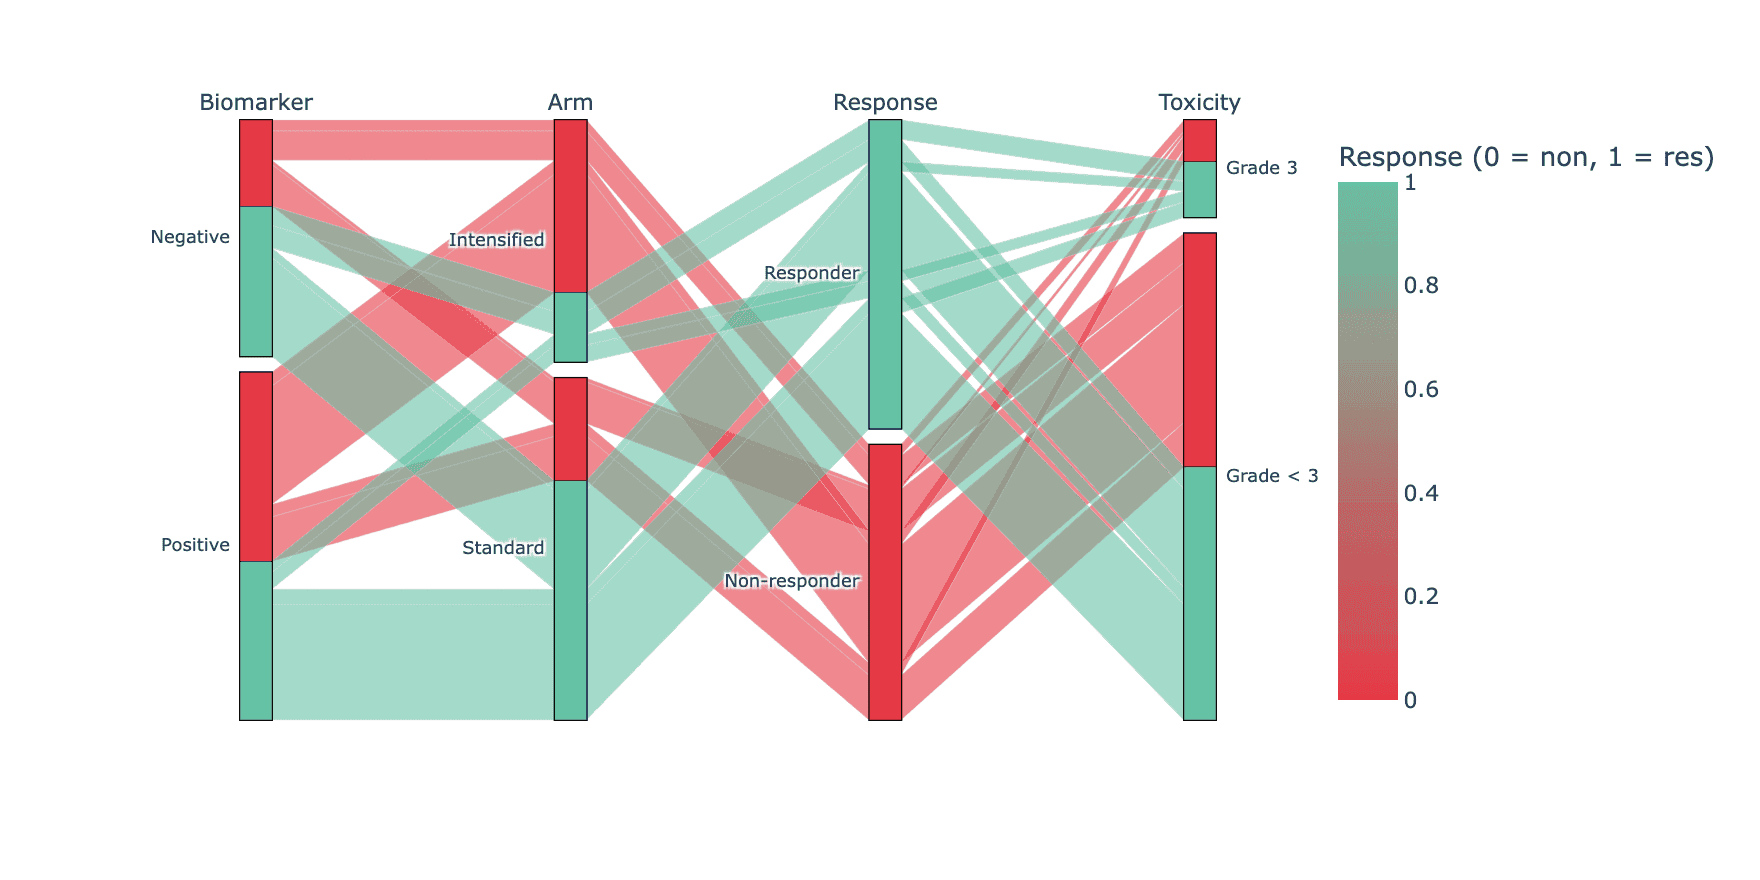 Biomarker
Arm
Response
Toxicity
Response (0 = non, 1 = res)
Grade 3
1
Negative
Intensified
Responder
0.8
0.6
Grade < 3
0.4
Positive
Standard
Non-responder
0.2
0